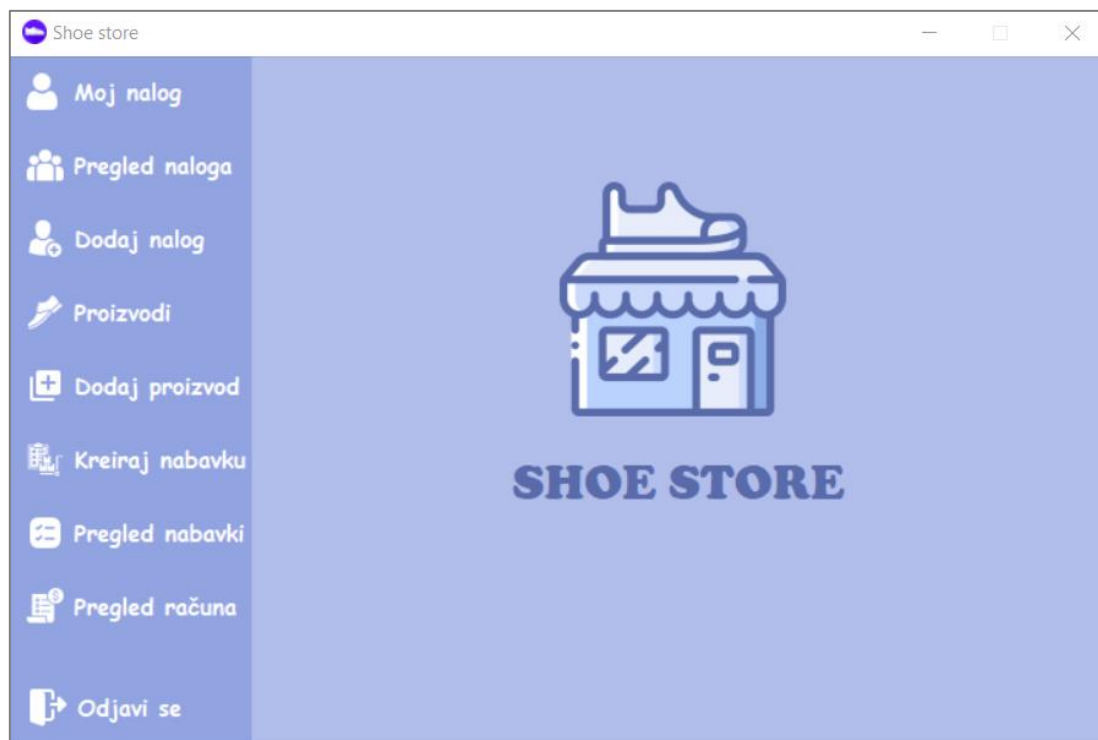 Shoe store
Moj nalog
Pregled naloga
Dodaj nalog
Proizvodi
Dodaj proizvod
Kreiraj nabavku
Pregled nabavki
Pregled računa
Odjavi se
SHOE STORE